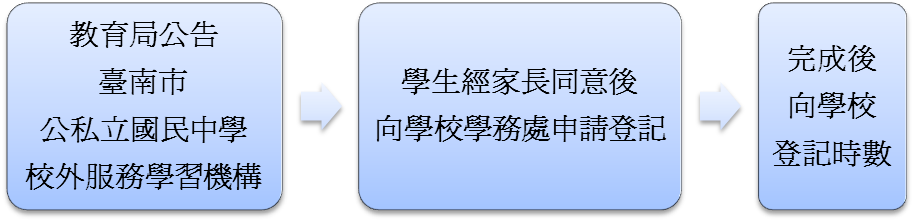 教育局公告
臺南市
公私立國民中學
校外服務學習機構
學生經家長同意後
向學校學務處申請登記
完成後
向學校
登記時數